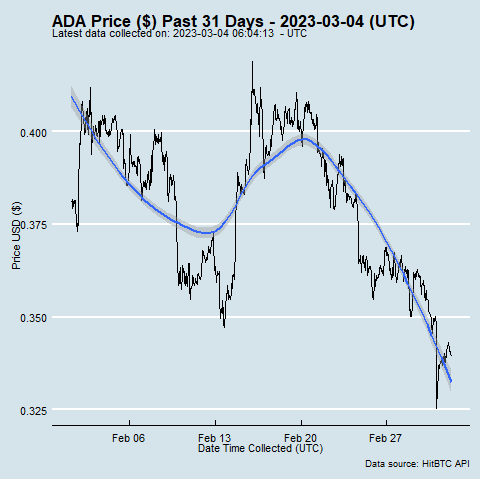 ADA Price ($) Past 31 Days - 2023-03-04 (UTC)
Latest data collected on: 2023-03-04 06:04:13 - UTC
Price USD ($)
0.400
0.375
0.350
0.325
Feb 06
Feb 13
Feb 20
Feb 27
Date Time Collected (UTC)
Data source: HitBTC API